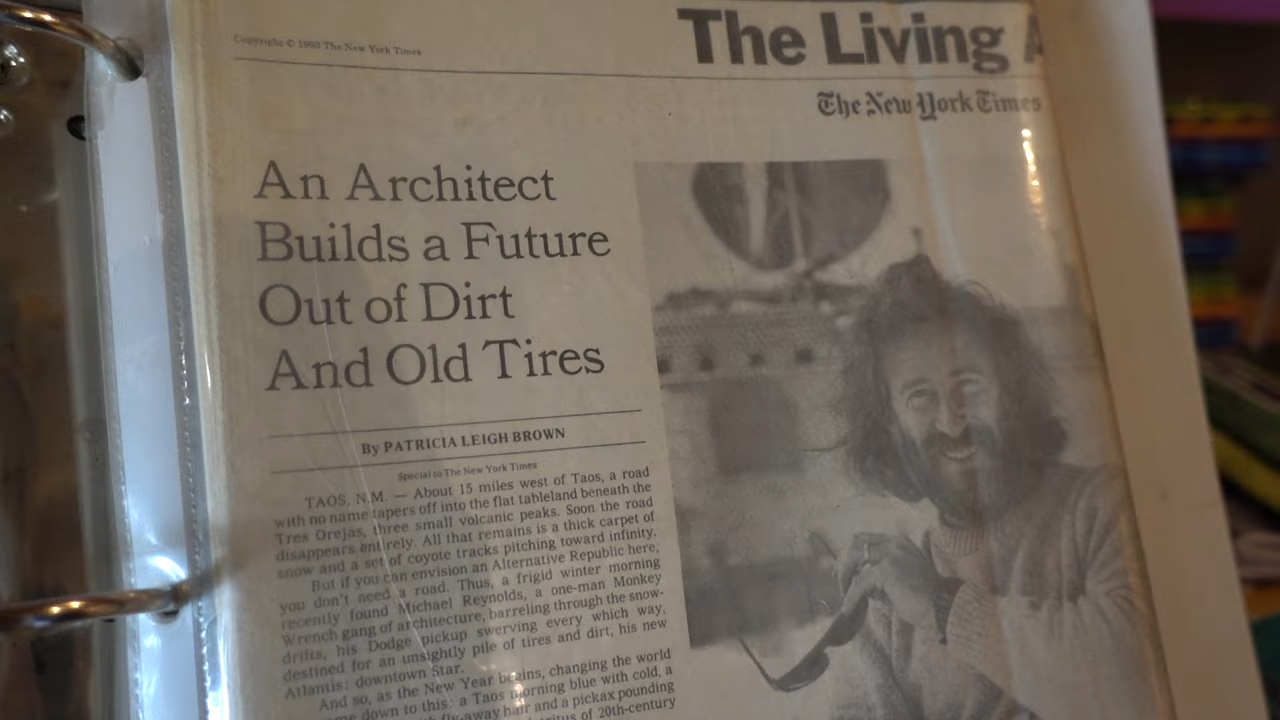 Copyright © 1993 The New York Times
The Living
The New York Times
An Architect
Builds a Future
Out of Dirt
And Old Tires
By PATRICIA LEIGH BROWN
Special to The New York Times
TAOS, N.M. — About 15 miles west of Taos, a road
with no name tapers off into the flat tableland beneath the
Tres Orejas, three small volcanic peaks. Soon the road
disappears entirely. All that remains is a thick carpet of
snow and a set of coyote tracks pitching toward infinity.
But if you can envision an Alternative Republic here,
you don't need a road. Thus, a frigid winter morning
recently found Michael Reynolds, a one-man Monkey
Wrench gang of architecture, barreling through the snow-
drifts, his Dodge pickup swerving every which way,
destined for an unsightly pile of tires and dirt, his new
Atlantis: downtown Star.
And so, as the New Year begins, changing the world
down to this: a Taos morning blue with cold, a
fly-away hair and a pickax pounding
of 20th-century